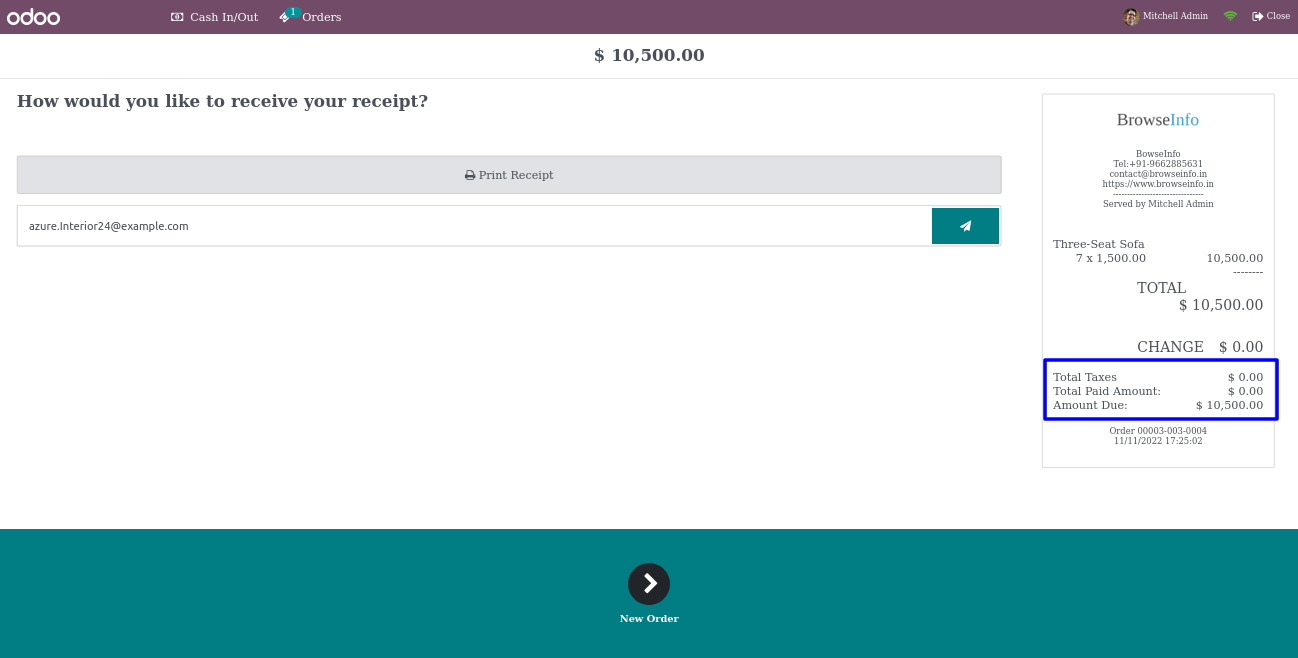 odoo Cash In/Out 1 Orders Mitchell Admin Close
$ 10,500.00
How would you like to receive your receipt?
Print Receipt
azure.Interior24@example.com
BrowseInfo
BowseInfo
Tel:+91-9662885631
contact@browseinfo.in
https://www.browseinfo.in
--------------------------------
Served by Mitchell Admin
Three-Seat Sofa
7 x 1,500.00 10,500.00
--------
TOTAL
$ 10,500.00
CHANGE $ 0.00
Total Taxes $ 0.00
Total Paid Amount: $ 0.00
Amount Due: $ 10,500.00
Order 00003-003-0004
11/11/2022 17:25:02
New Order